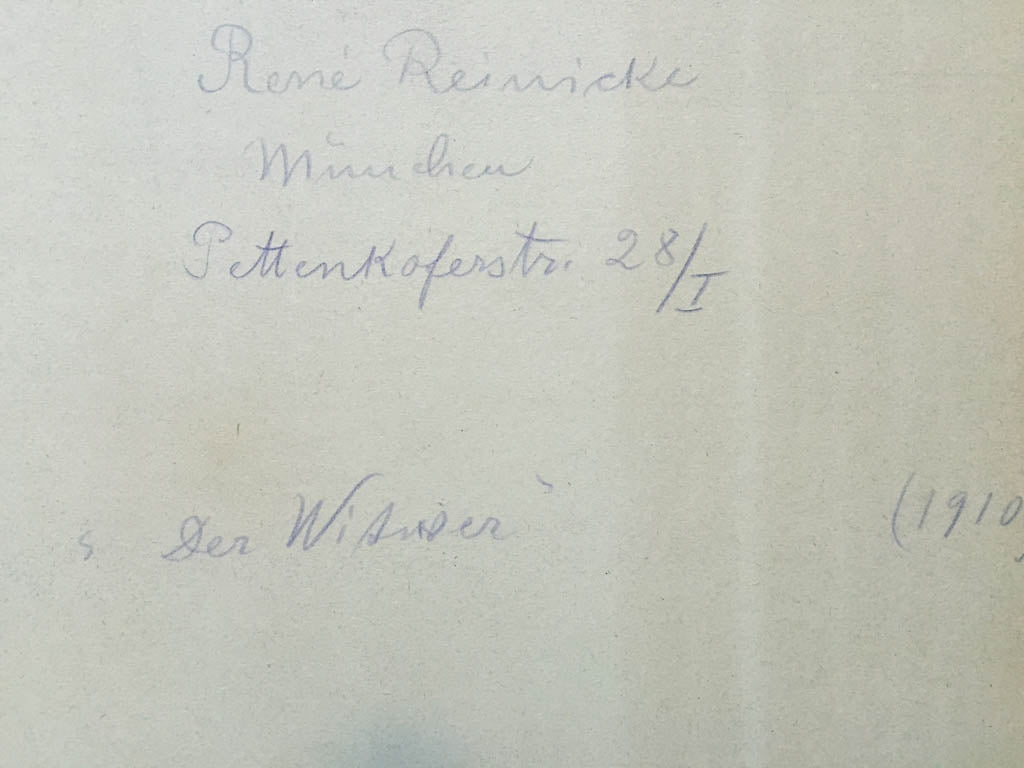 René Reinicke
München
Pettenkoferstr. 28/I
„Der Witwer“ (1910